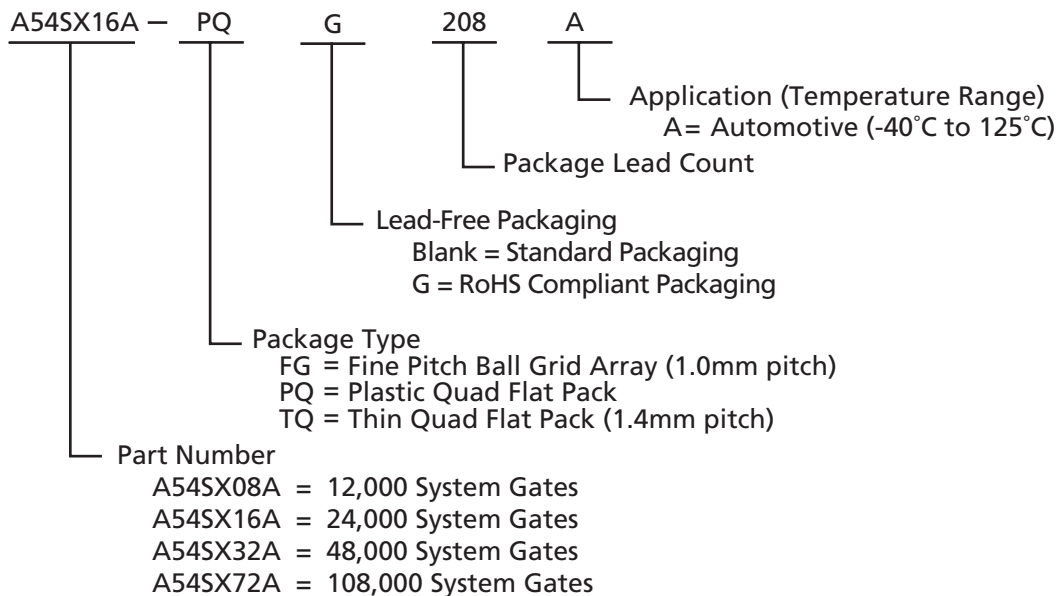 A54SX16A – PQ G 208 A
Application (Temperature Range)
A= Automotive (-40˚C to 125˚C)
Package Lead Count
Lead-Free Packaging
Blank = Standard Packaging
G = RoHS Compliant Packaging
Package Type
FG = Fine Pitch Ball Grid Array (1.0mm pitch)
PQ = Plastic Quad Flat Pack
TQ = Thin Quad Flat Pack (1.4mm pitch)
Part Number
A54SX08A = 12,000 System Gates
A54SX16A = 24,000 System Gates
A54SX32A = 48,000 System Gates
A54SX72A = 108,000 System Gates